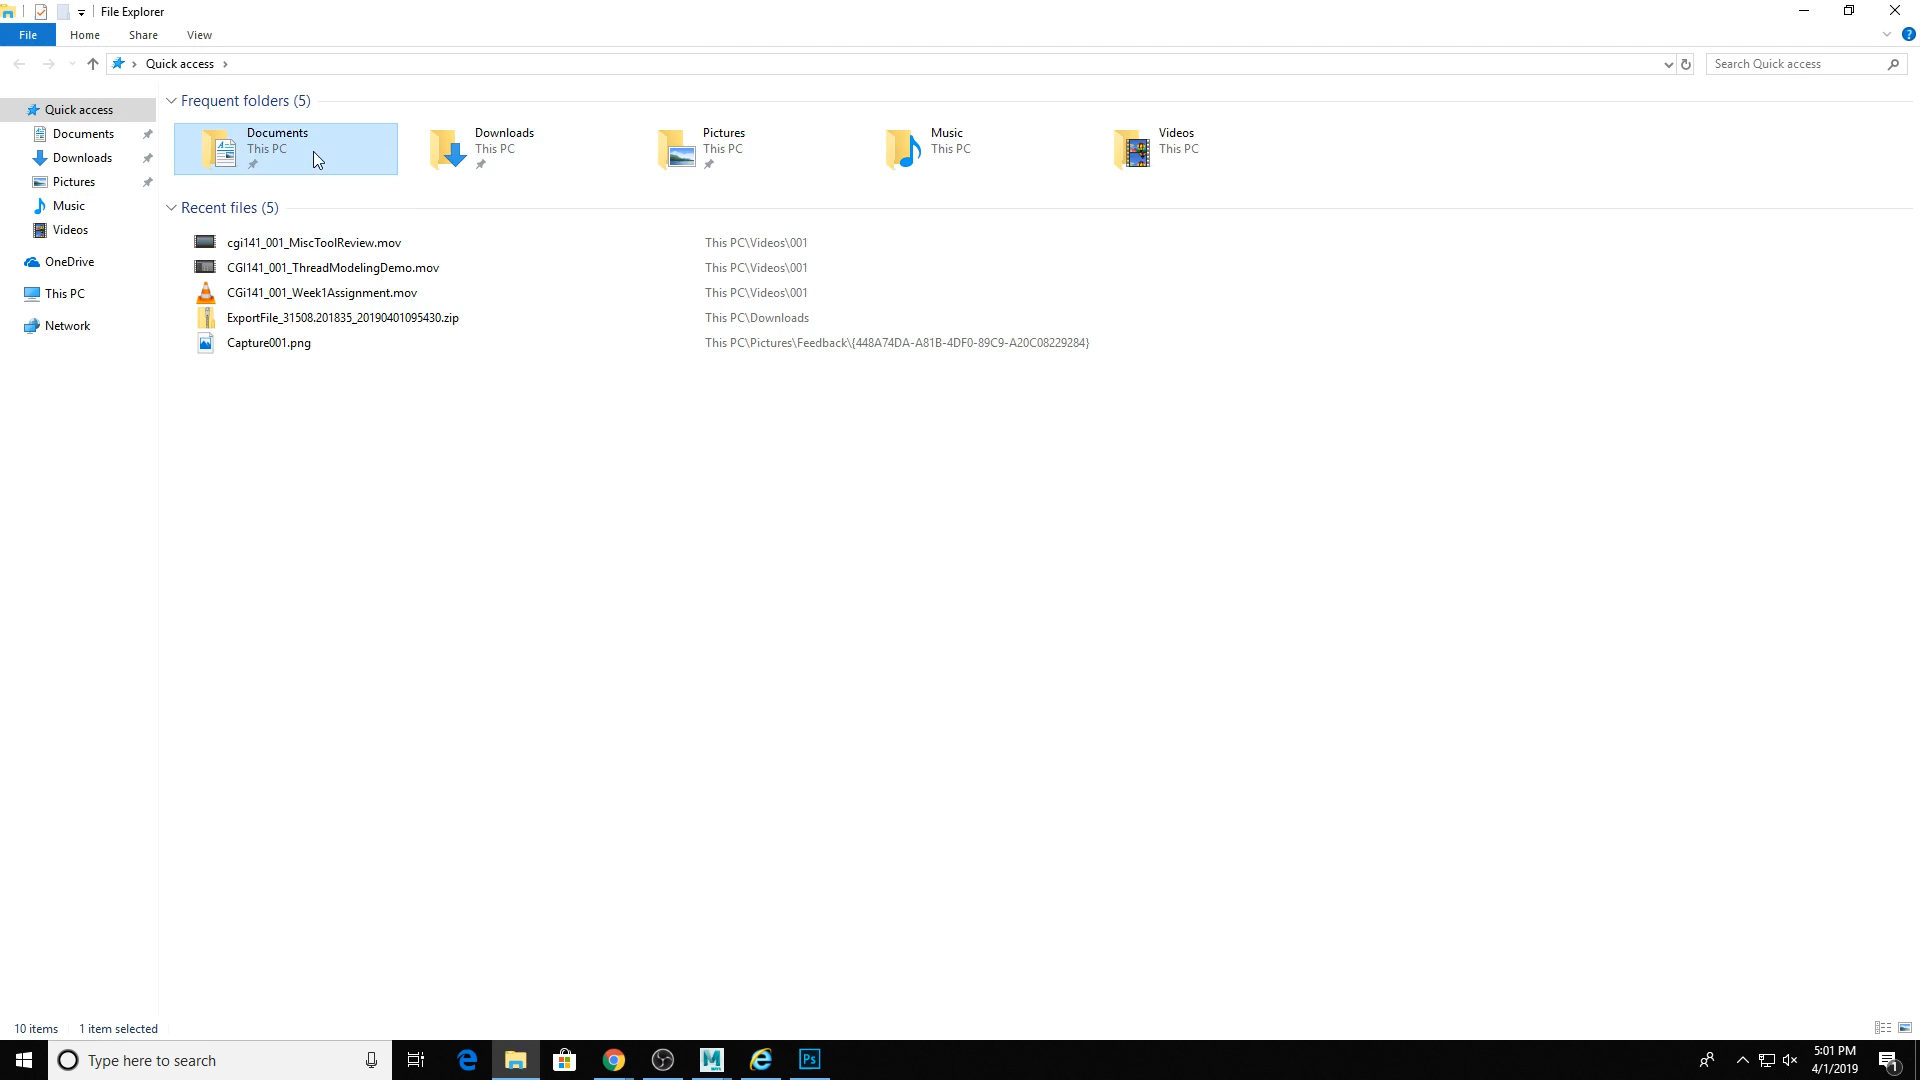 File Explorer
File Home Share View
Quick access
Search Quick access
Quick access
Documents
Downloads
Pictures
Music
Videos
OneDrive
This PC
Network
Frequent folders (5)
Documents
This PC
Downloads
This PC
Pictures
This PC
Music
This PC
Videos
This PC
Recent files (5)
cgi141_001_MiscToolReview.mov This PC\Videos\001
CGI141_001_ThreadModelingDemo.mov This PC\Videos\001
CGi141_001_Week1Assignment.mov This PC\Videos\001
ExportFile_31508.201835_20190401095430.zip This PC\Downloads
Capture001.png This PC\Pictures\Feedback\{448A74DA-A81B-4DF0-89C9-A20C08229284}
10 items 1 item selected
Type here to search
M
Ps
5:01 PM
4/1/2019
1